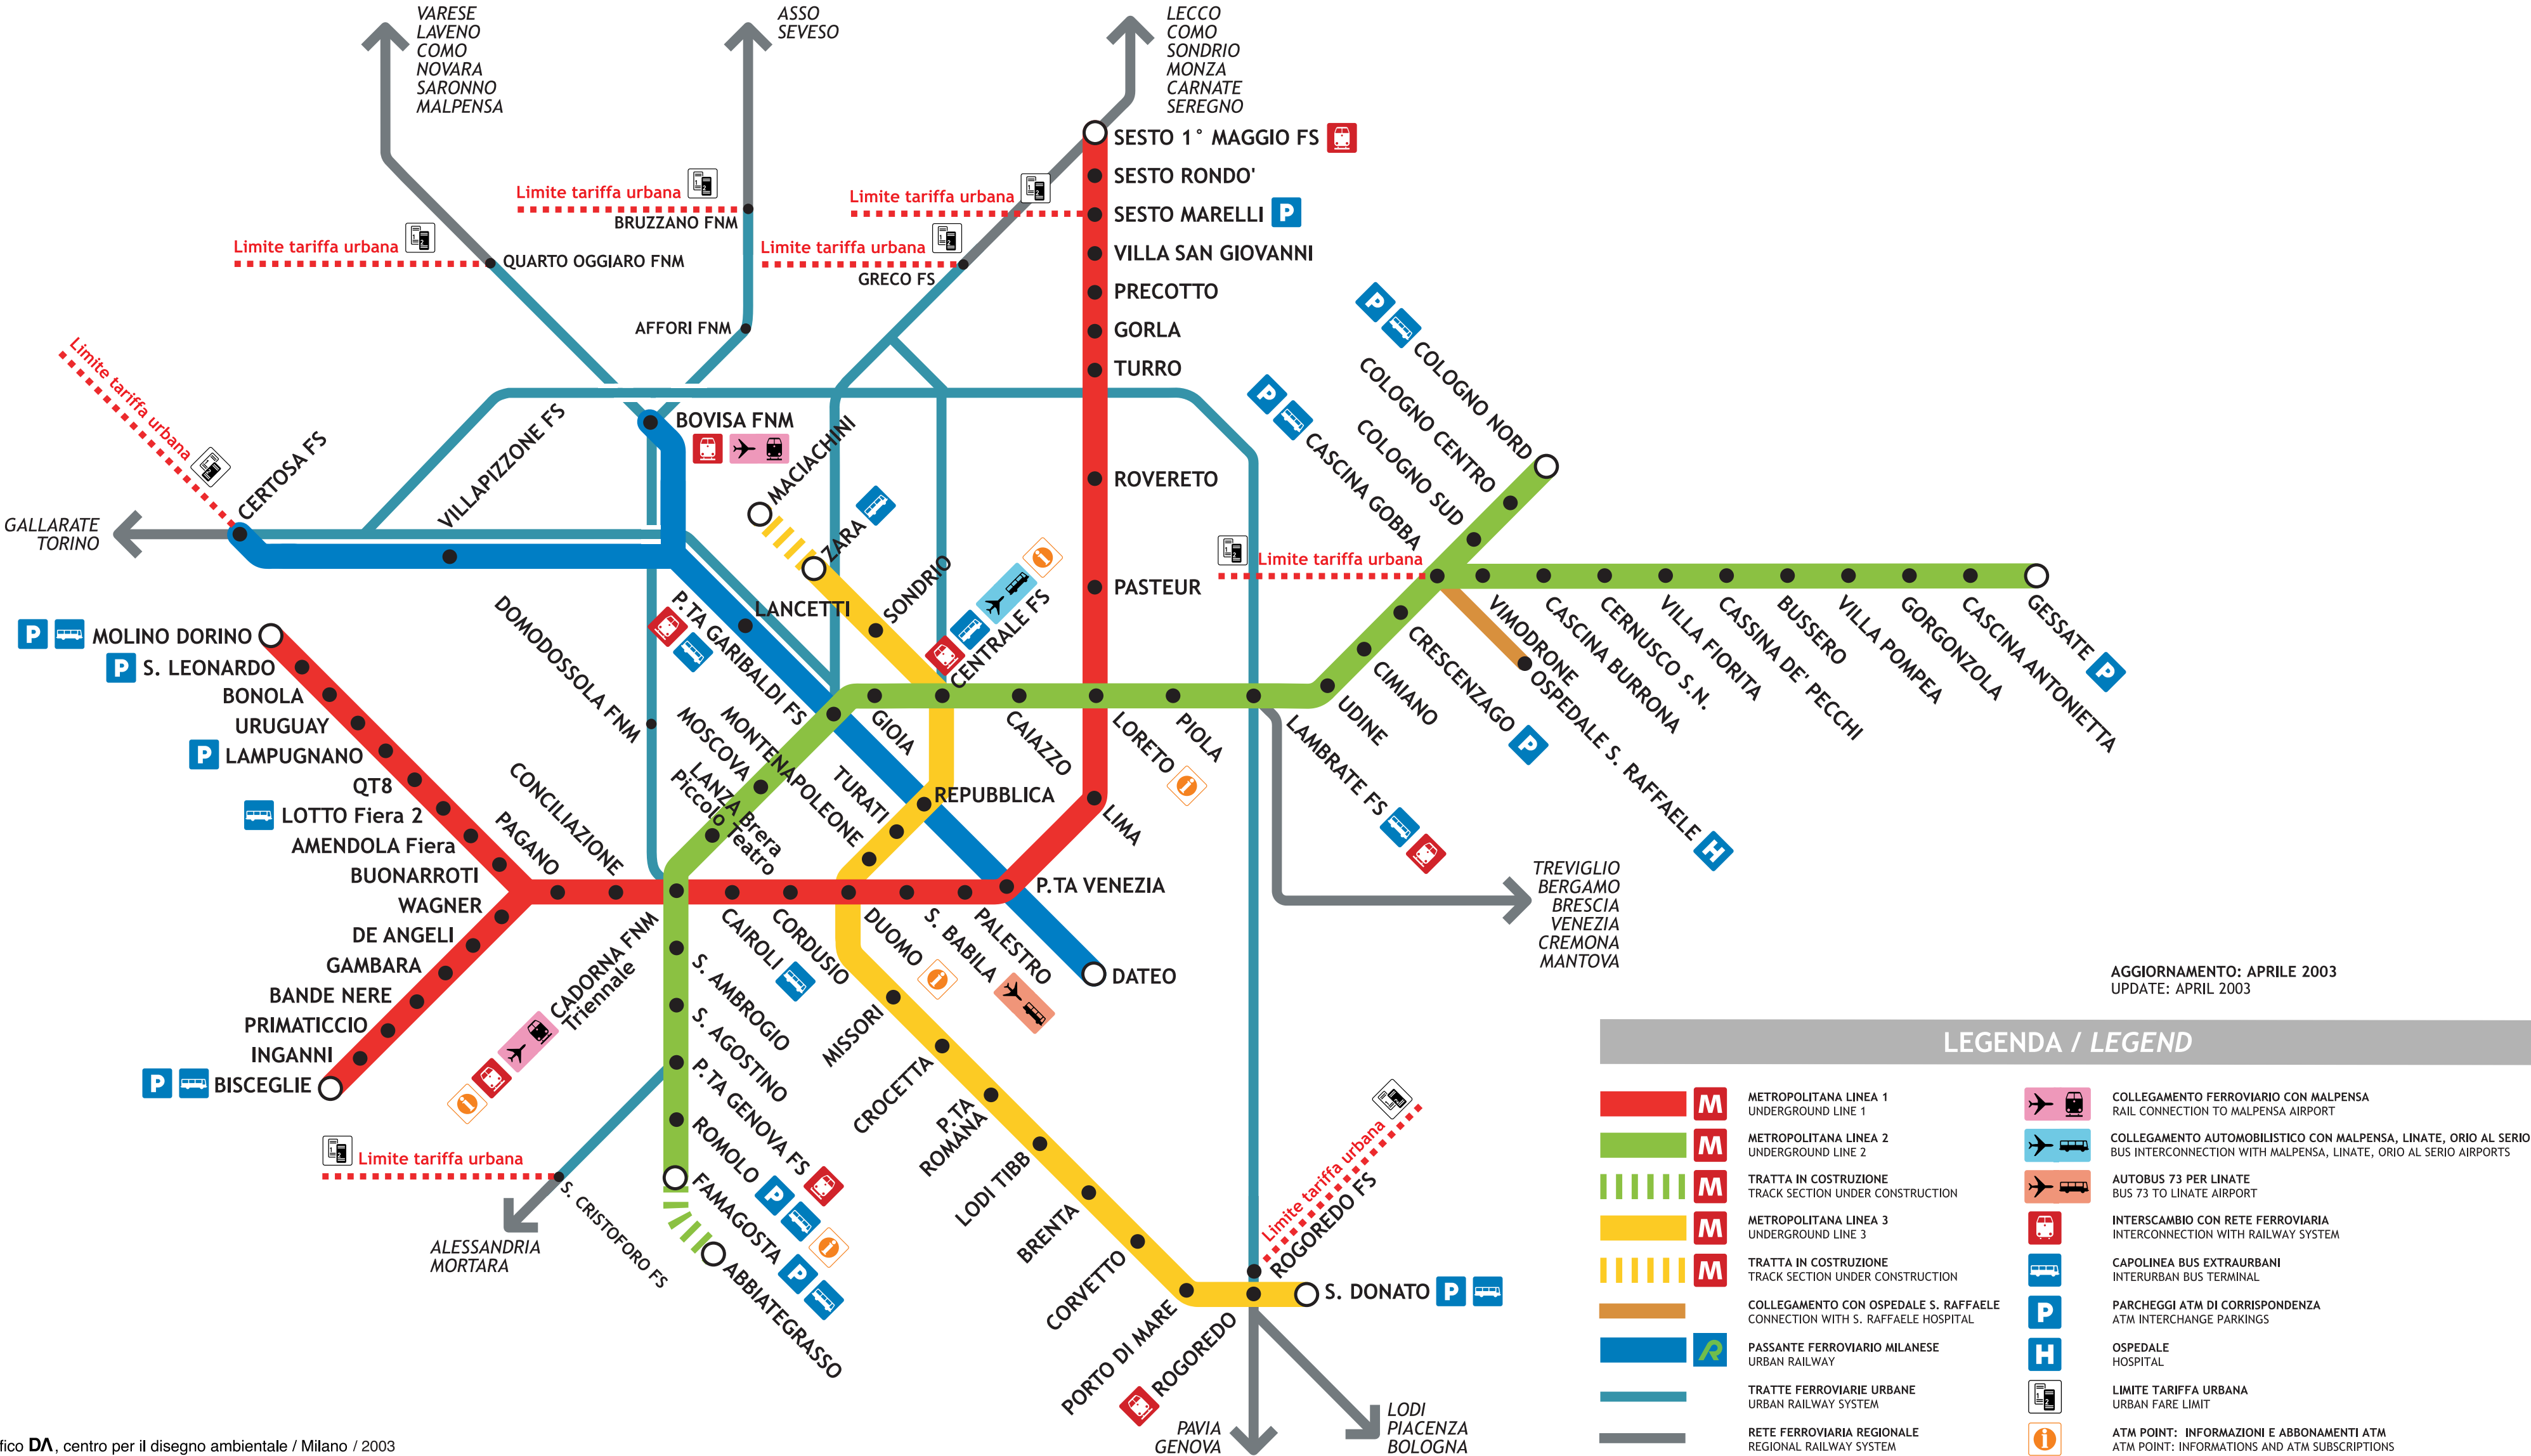 VARESE
LAVENO
COMO
NOVARA
SARONNO
MALPENSA
ASSO
SEVESO
LECCO
COMO
SONDRIO
MONZA
CARNATE
SEREGNO
SESTO 1° MAGGIO FS
SESTO RONDO'
SESTO MARELLI P
VILLA SAN GIOVANNI
PRECOTTO
GORLA
TURRO
ROVERETO
PASTEUR
Limite tariffa urbana
BRUZZANO FNM
Limite tariffa urbana
Limite tariffa urbana
QUARTO OGGIARO FNM
Limite tariffa urbana
GRECO FS
AFFORI FNM
Limite tariffa urbana
CERTOSA FS
VILLAPIZZONE FS
BOVISA FNM
MACIACHINI
ZARA
SONDRIO
CENTRALE FS
GALLARATE
TORINO
LANCETTI
P.TA GARIBALDI FS
DOMODOSSOLA FNM
MOSCOVA
MONTENAPOLEONE
LANZA Brera
Piccolo Teatro
TURATI
REPUBBLICA
GIOIA
CAIAZZO
LORETO
PIOLA
LIMA
LAMBRATE FS
UDINE
CIMIANO
CRESCENZAGO P
P COLOGNO NORD
COLOGNO CENTRO
COLOGNO SUD
P CASCINA GOBBA
Limite tariffa urbana
VIMODRONE
CASCINA BURRONA
CERNUSCO S.N.
VILLA FIORITA
CASSINA DE' PECCHI
BUSSERO
VILLA POMPEA
GORGONZOLA
CASCINA ANTONIETTA
GESSATE P
OSPEDALE S. RAFFAELE H
P MOLINO DORINO
P S. LEONARDO
BONOLA
URUGUAY
P LAMPUGNANO
QT8
LOTTO Fiera 2
AMENDOLA Fiera
BUONARROTI
WAGNER
DE ANGELI
GAMBARA
BANDE NERE
PRIMATICCIO
INGANNI
P BISCEGLIE
PAGANO
CONCILIAZIONE
CADORNA FNM
Triennale
CAIROLI
CORDUSIO
DUOMO
S. BABILA
PALESTRO
P.TA VENEZIA
DATEO
S. AMBROGIO
S. AGOSTINO
P.TA GENOVA FS
ROMOLO P
FAMAGOSTA P
ABBIATEGRASSO
Limite tariffa urbana
S. CRISTOFORO FS
ALESSANDRIA
MORTARA
MISSORI
CROCETTA
P.TA
ROMANA
LODI TIBB
BRENTA
CORVETTO
PORTO DI MARE
ROGOREDO
Limite tariffa urbana
ROGOREDO FS
S. DONATO P
PAVIA
GENOVA
LODI
PIACENZA
BOLOGNA
TREVIGLIO
BERGAMO
BRESCIA
VENEZIA
CREMONA
MANTOVA
AGGIORNAMENTO: APRILE 2003
UPDATE: APRIL 2003
LEGENDA / LEGEND
M METROPOLITANA LINEA 1
UNDERGROUND LINE 1
M METROPOLITANA LINEA 2
UNDERGROUND LINE 2
M TRATTA IN COSTRUZIONE
TRACK SECTION UNDER CONSTRUCTION
M METROPOLITANA LINEA 3
UNDERGROUND LINE 3
M TRATTA IN COSTRUZIONE
TRACK SECTION UNDER CONSTRUCTION
COLLEGAMENTO CON OSPEDALE S. RAFFAELE
CONNECTION WITH S. RAFFAELE HOSPITAL
R PASSANTE FERROVIARIO MILANESE
URBAN RAILWAY
TRATTE FERROVIARIE URBANE
URBAN RAILWAY SYSTEM
RETE FERROVIARIA REGIONALE
REGIONAL RAILWAY SYSTEM
COLLEGAMENTO FERROVIARIO CON MALPENSA
RAIL CONNECTION TO MALPENSA AIRPORT
COLLEGAMENTO AUTOMOBILISTICO CON MALPENSA, LINATE, ORIO AL SERIO
BUS INTERCONNECTION WITH MALPENSA, LINATE, ORIO AL SERIO AIRPORTS
AUTOBUS 73 PER LINATE
BUS 73 TO LINATE AIRPORT
INTERSCAMBIO CON RETE FERROVIARIA
INTERCONNECTION WITH RAILWAY SYSTEM
CAPOLINEA BUS EXTRAURBANI
INTERURBAN BUS TERMINAL
P PARCHEGGI ATM DI CORRISPONDENZA
ATM INTERCHANGE PARKINGS
H OSPEDALE
HOSPITAL
LIMITE TARIFFA URBANA
URBAN FARE LIMIT
i ATM POINT: INFORMAZIONI E ABBONAMENTI ATM
ATM POINT: INFORMATIONS AND ATM SUBSCRIPTIONS
fico DA, centro per il disegno ambientale / Milano / 2003